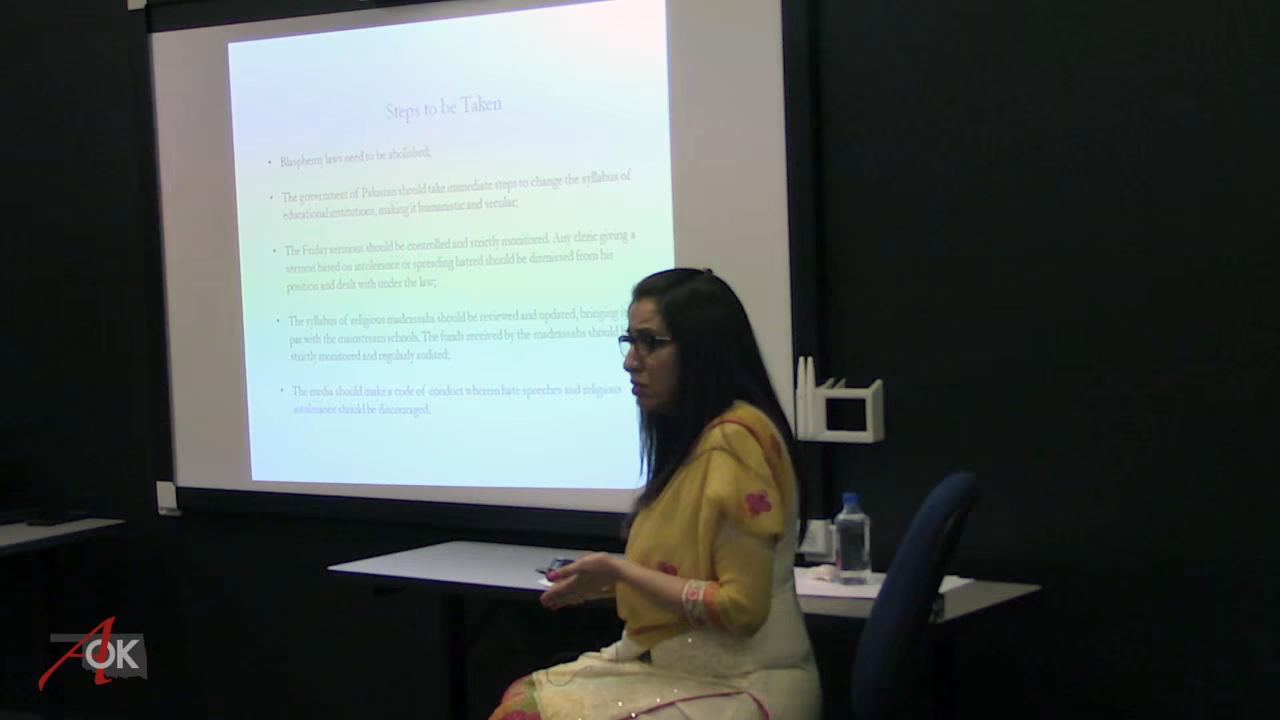 Steps to be Taken
• Blasphemy laws need to be abolished;
• The government of Pakistan should take immediate steps to change the syllabus of
educational institutions, making it humanistic and secular;
• The Friday sermons should be controlled and strictly monitored. Any cleric giving a
sermon based on intolerance or spreading hatred should be dismissed from his
position and dealt with under the law;
• The syllabus of religious madrassahs should be reviewed and updated, bringing
par with the mainstream schools. The funds received by the madrassahs should
strictly monitored and regularly audited;
• The media should make a code of conduct wherein hate speeches and religious
intolerance should be discouraged.
A OK